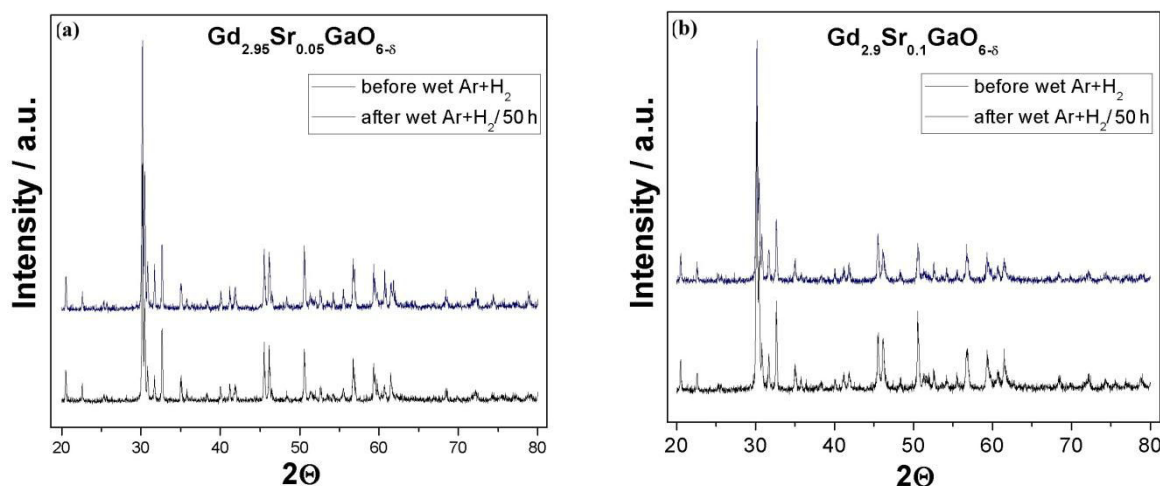 (a)
Gd2.95Sr0.05GaO6-δ
before wet Ar+H2
after wet Ar+H2/ 50 h
Intensity / a.u.
20 30 40 50 60 70 80
2Θ
(b)
Gd2.9Sr0.1GaO6-δ
before wet Ar+H2
after wet Ar+H2/50 h
Intensity / a.u.
20 30 40 50 60 70 80
2Θ